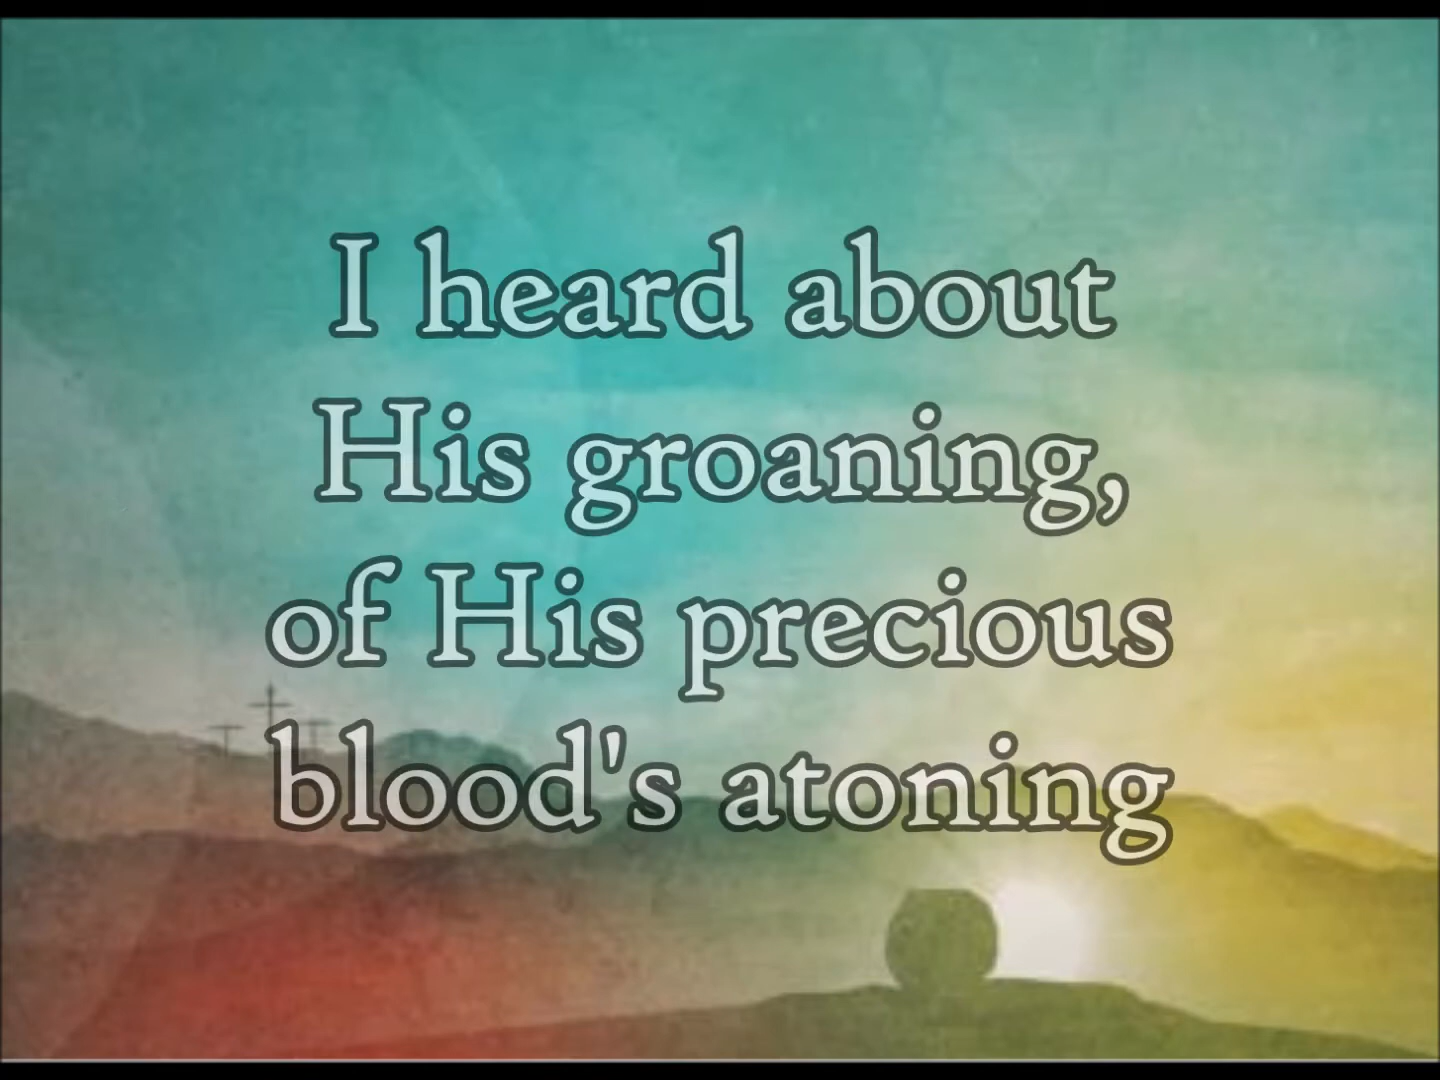 I heard about
His groaning,
of His precious
blood's atoning